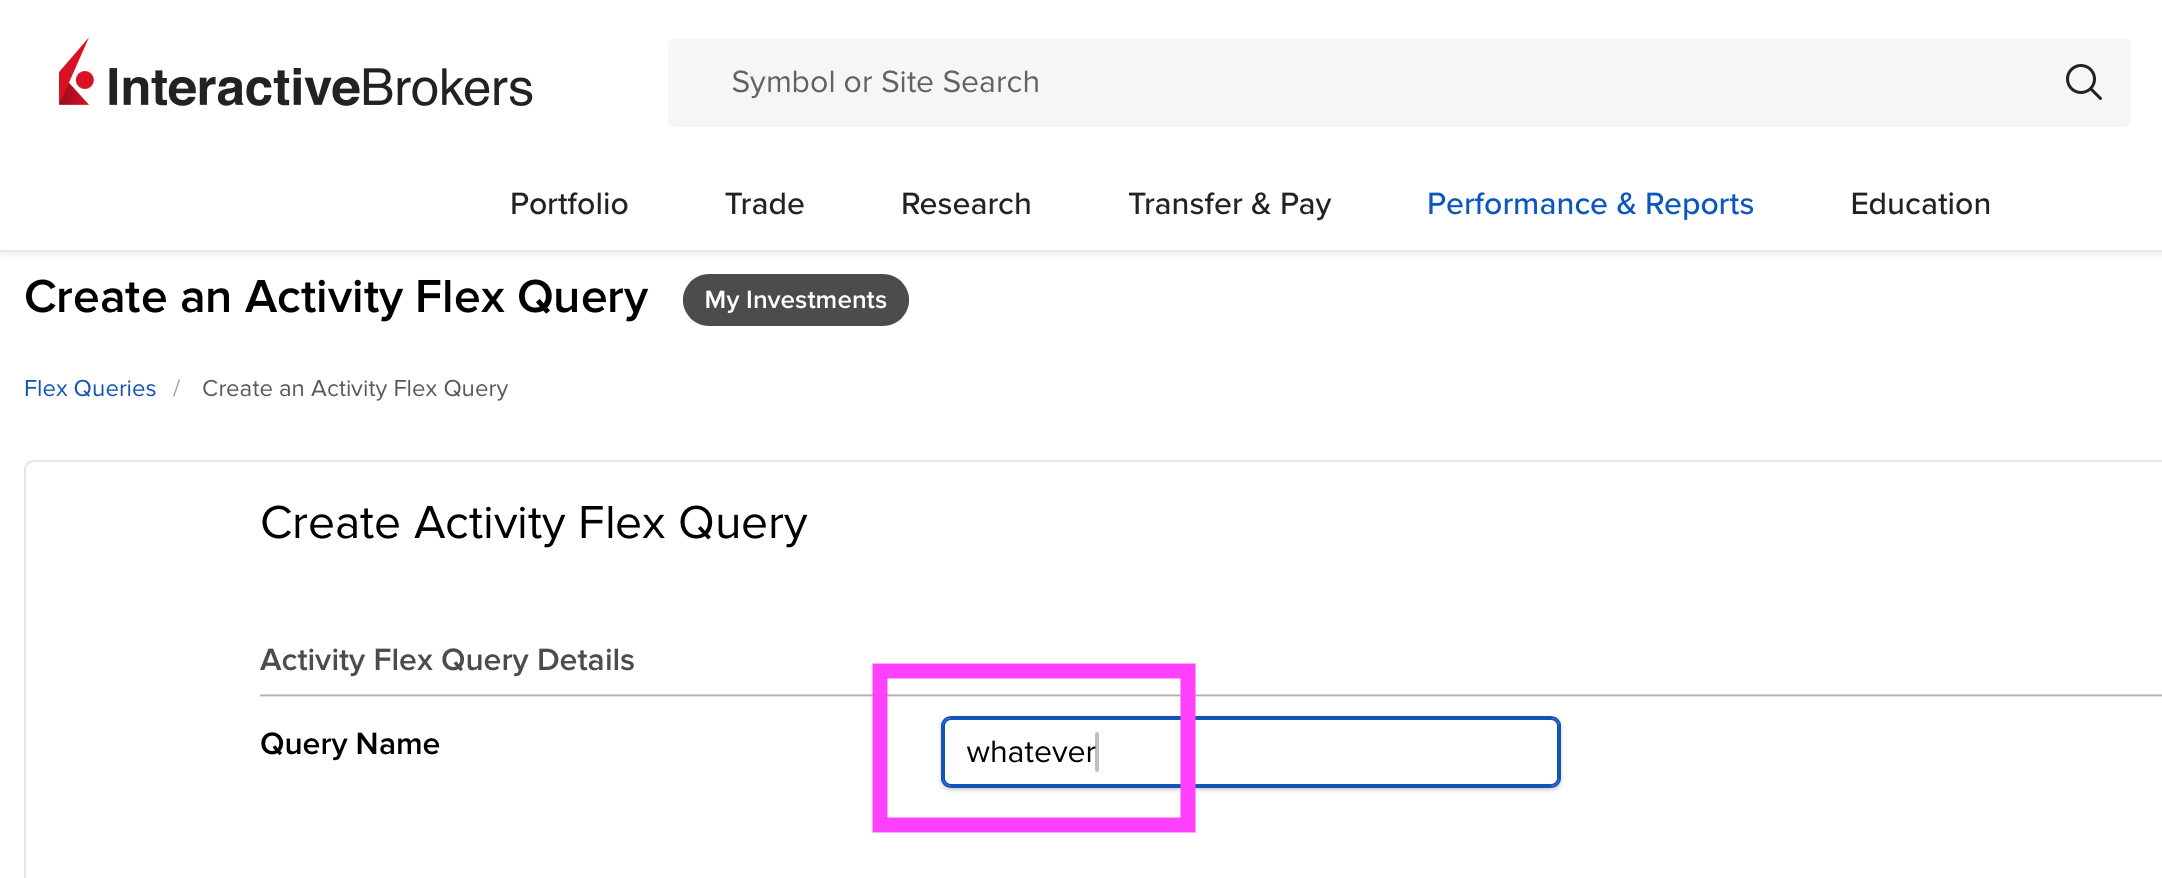 InteractiveBrokers
Symbol or Site Search
Portfolio Trade Research Transfer & Pay Performance & Reports Education
Create an Activity Flex Query My Investments
Flex Queries / Create an Activity Flex Query
Create Activity Flex Query
Activity Flex Query Details
Query Name whatever